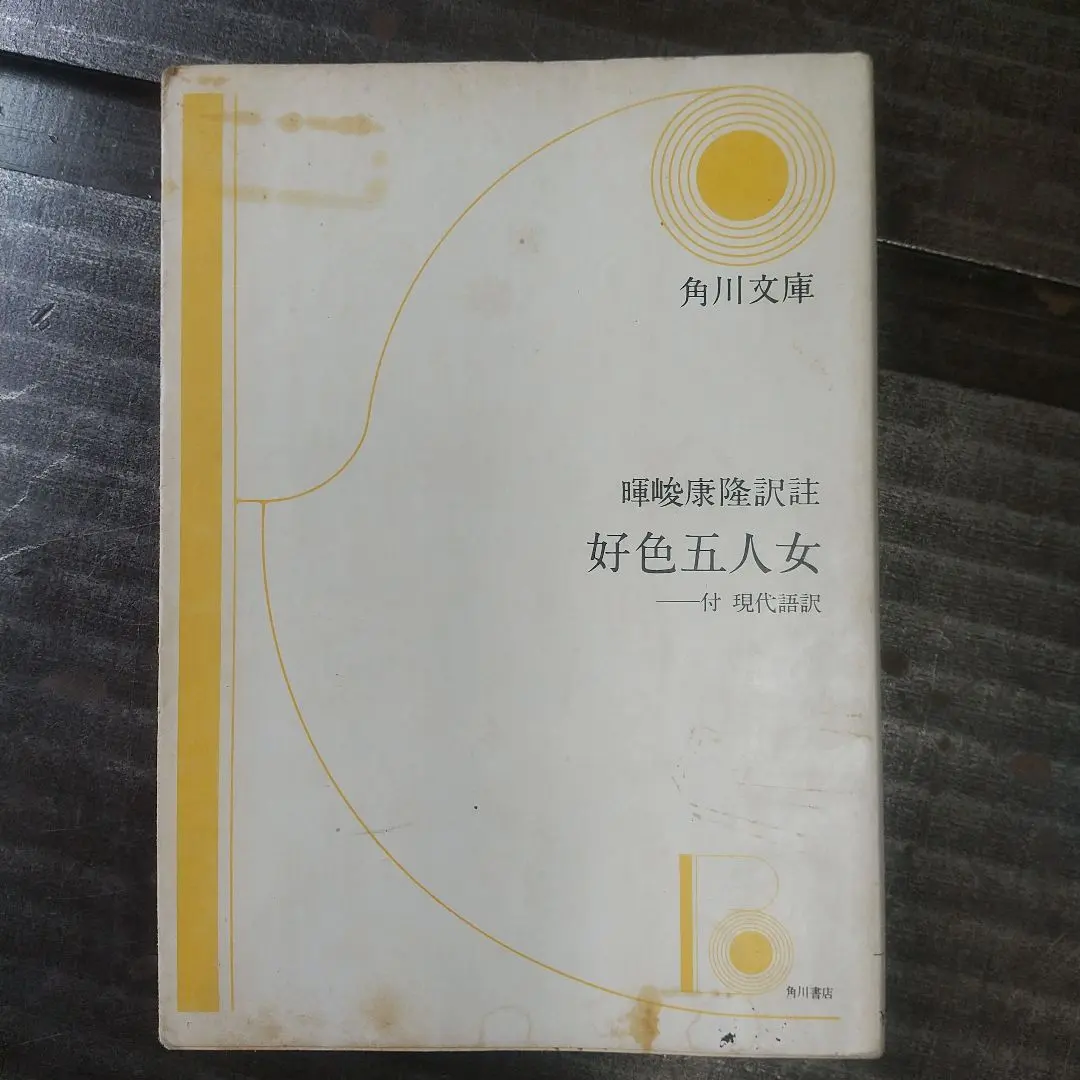 角川文庫
暉峻康隆訳註
好色五人女
──付 現代語訳
角川書店